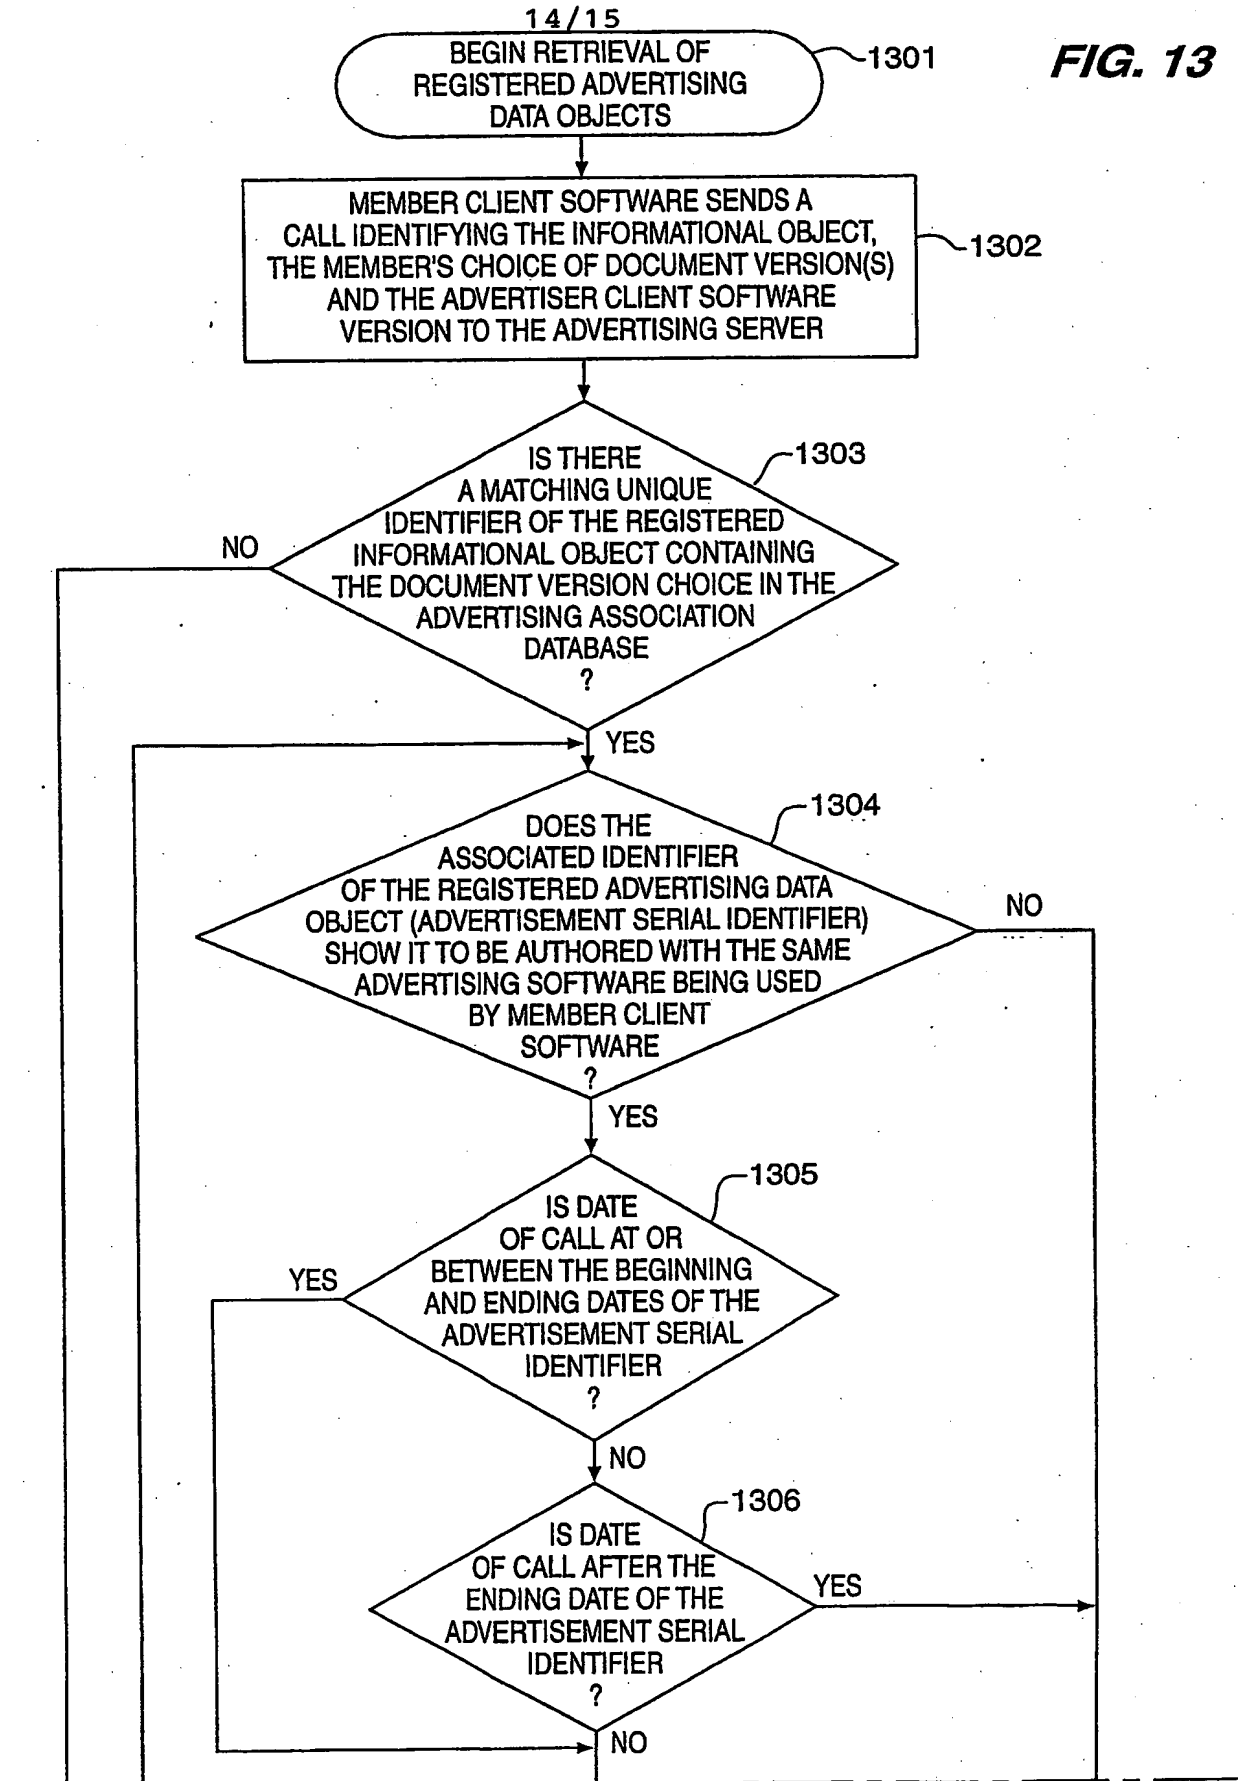 14/15
FIG. 13
BEGIN RETRIEVAL OF
REGISTERED ADVERTISING
DATA OBJECTS
1301
MEMBER CLIENT SOFTWARE SENDS A
CALL IDENTIFYING THE INFORMATIONAL OBJECT,
THE MEMBER'S CHOICE OF DOCUMENT VERSION(S)
AND THE ADVERTISER CLIENT SOFTWARE
VERSION TO THE ADVERTISING SERVER
1302
IS THERE
A MATCHING UNIQUE
IDENTIFIER OF THE REGISTERED
INFORMATIONAL OBJECT CONTAINING
THE DOCUMENT VERSION CHOICE IN THE
ADVERTISING ASSOCIATION
DATABASE
?
1303
NO
YES
DOES THE
ASSOCIATED IDENTIFIER
OF THE REGISTERED ADVERTISING DATA
OBJECT (ADVERTISEMENT SERIAL IDENTIFIER)
SHOW IT TO BE AUTHORED WITH THE SAME
ADVERTISING SOFTWARE BEING USED
BY MEMBER CLIENT
SOFTWARE
?
1304
NO
YES
IS DATE
OF CALL AT OR
BETWEEN THE BEGINNING
AND ENDING DATES OF THE
ADVERTISEMENT SERIAL
IDENTIFIER
?
1305
YES
NO
IS DATE
OF CALL AFTER THE
ENDING DATE OF THE
ADVERTISEMENT SERIAL
IDENTIFIER
?
1306
YES
NO